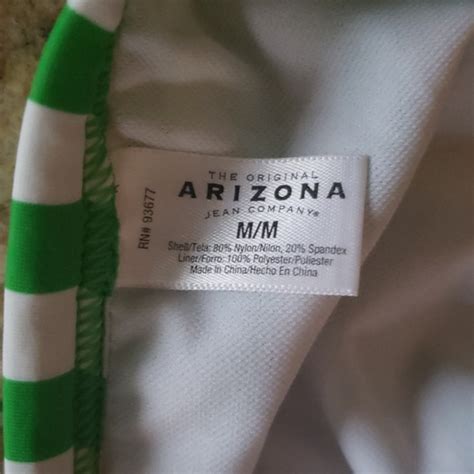 THE ORIGINAL
ARIZONA
JEAN COMPANY®
M/M
Shell/Tela: 80% Nylon/Nilon, 20% Spandex
Liner/Forro: 100% Polyester/Poliester
Made In China/Hecho En China
RN# 93677